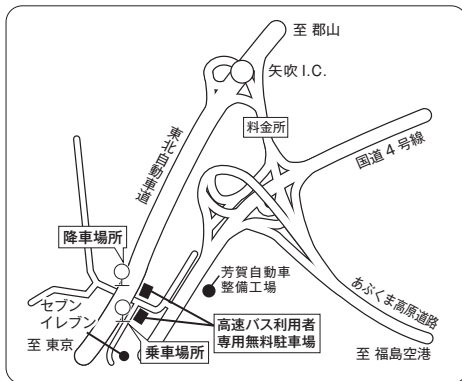 至 郡山
矢吹 I.C.
料金所
東北自動車道
国道4号線
降車場所
芳賀自動車
整備工場
あぶくま高原道路
セブン
イレブン
高速バス利用者
専用無料駐車場
至 東京
乗車場所
至 福島空港